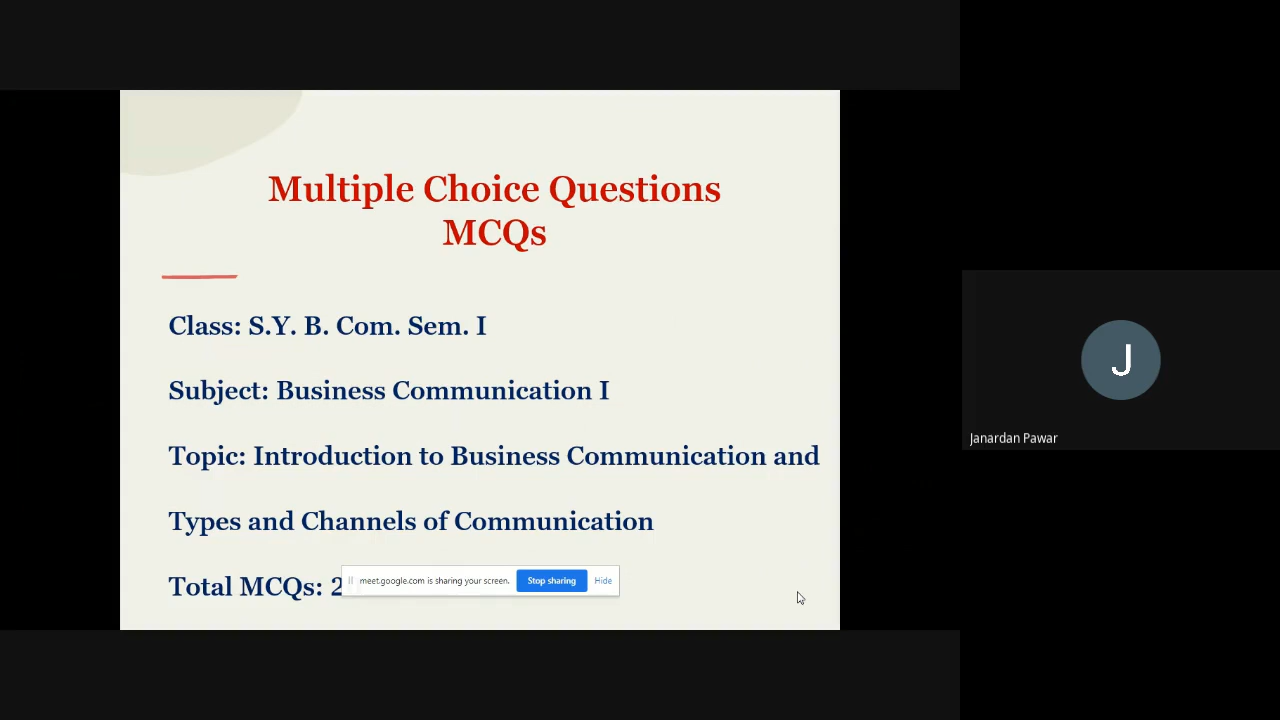 Multiple Choice Questions
MCQs
Class: S.Y. B. Com. Sem. I
Subject: Business Communication I
Topic: Introduction to Business Communication and
Types and Channels of Communication
Total MCQs: 2
meet.google.com is sharing your screen. Stop sharing Hide
J
Janardan Pawar